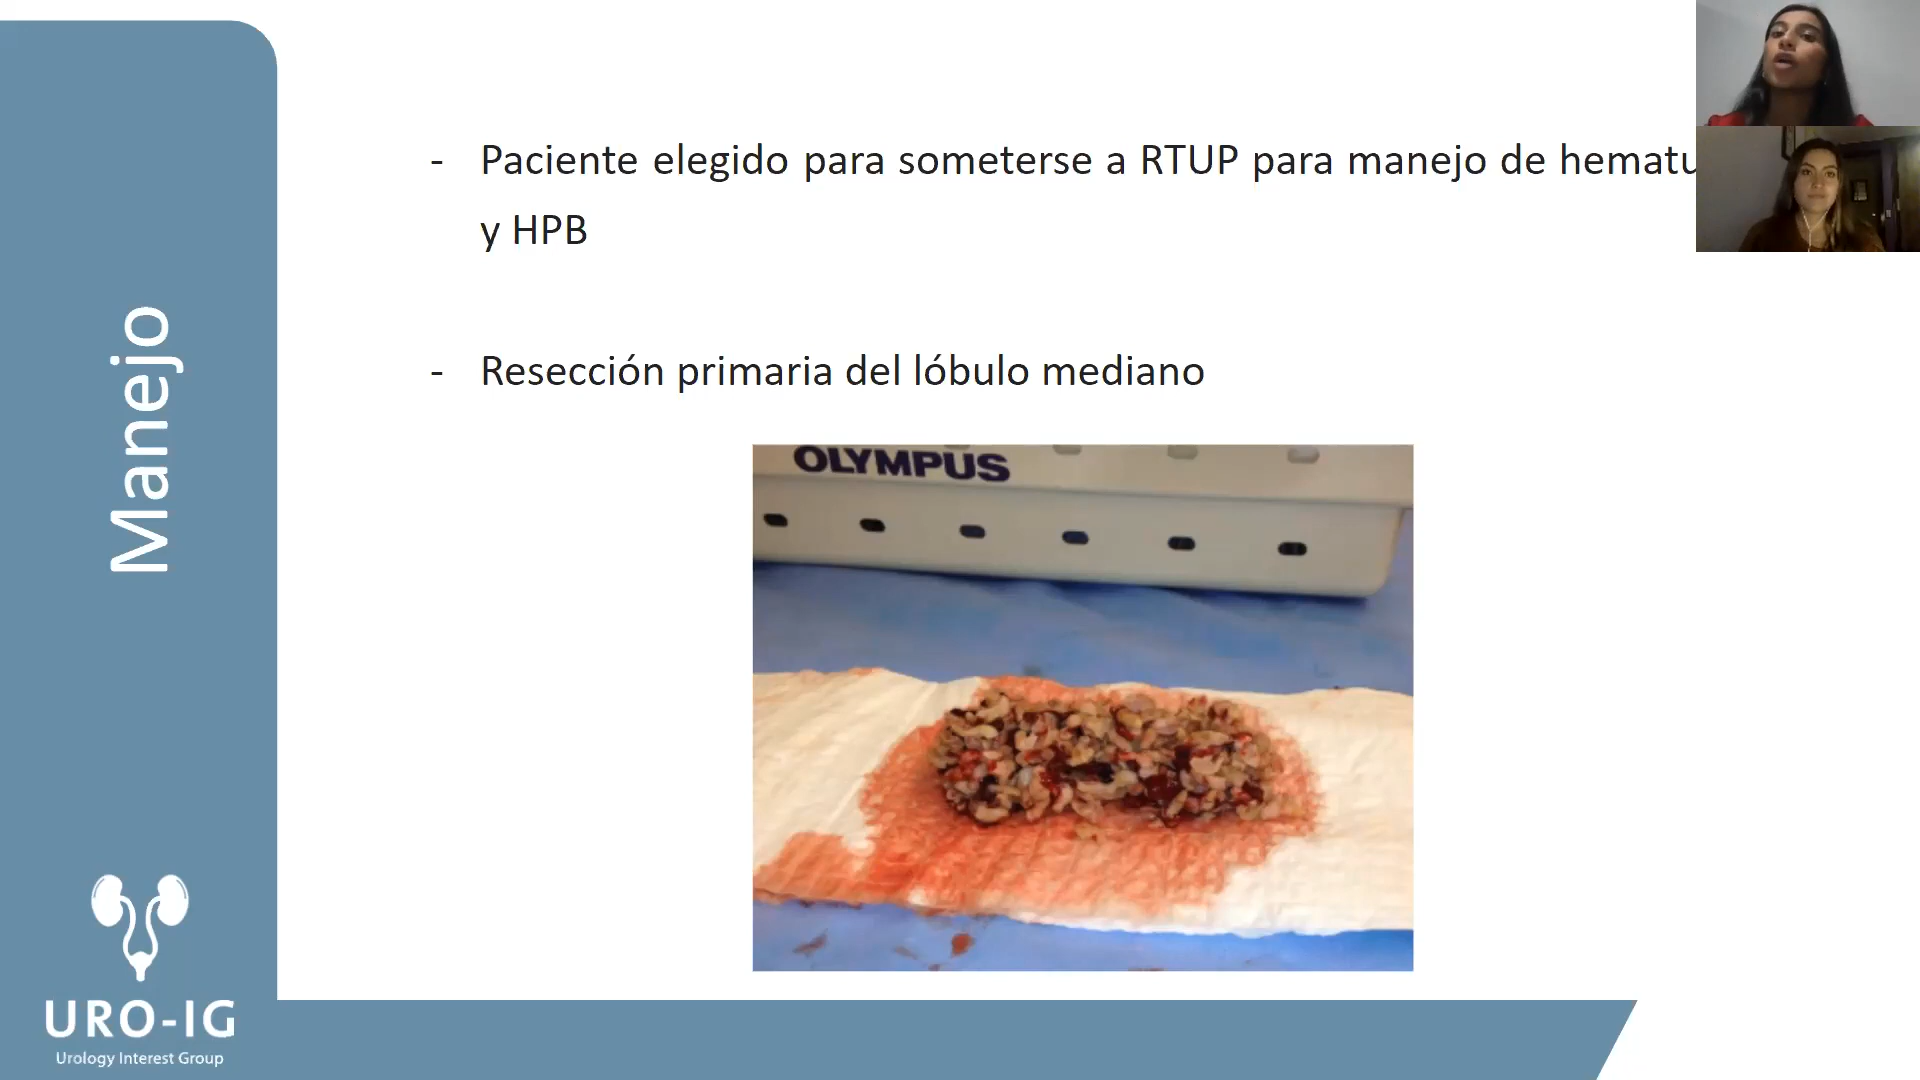 - Paciente elegido para someterse a RTUP para manejo de hematu
y HPB
- Resección primaria del lóbulo mediano
Manejo
OLYMPUS
URO-IG
Urology Interest Group